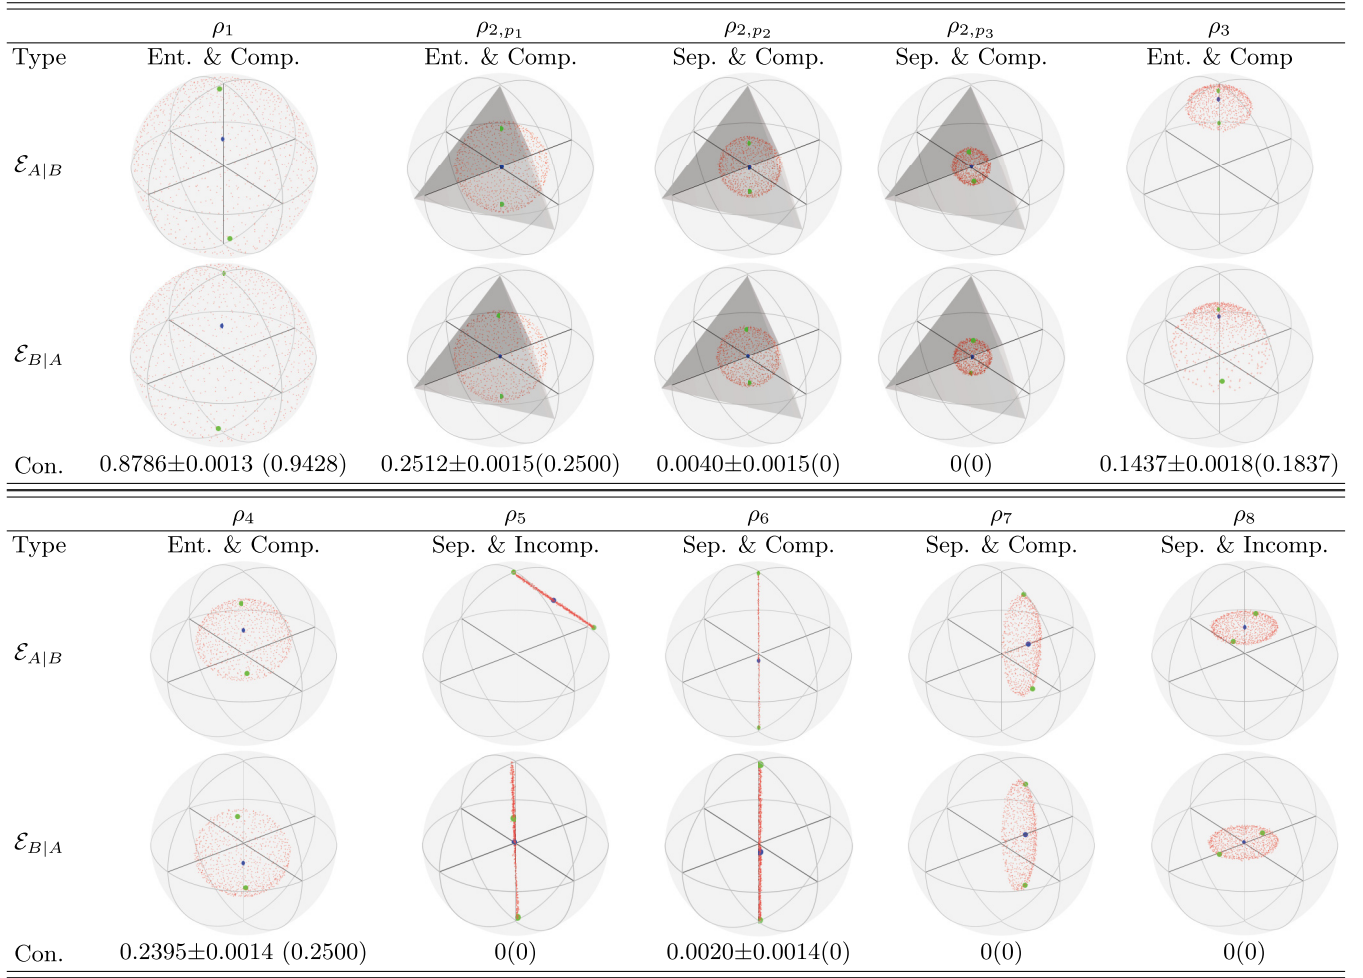 ρ₁ ρ₂,ₚ₁ ρ₂,ₚ₂ ρ₂,ₚ₃ ρ₃
Type Ent. & Comp. Ent. & Comp. Sep. & Comp. Sep. & Comp. Ent. & Comp
ℰ_{A|B}
ℰ_{B|A}
Con. 0.8786±0.0013 (0.9428) 0.2512±0.0015(0.2500) 0.0040±0.0015(0) 0(0) 0.1437±0.0018(0.1837)
ρ₄ ρ₅ ρ₆ ρ₇ ρ₈
Type Ent. & Comp. Sep. & Incomp. Sep. & Comp. Sep. & Comp. Sep. & Incomp.
ℰ_{A|B}
ℰ_{B|A}
Con. 0.2395±0.0014 (0.2500) 0(0) 0.0020±0.0014(0) 0(0) 0(0)